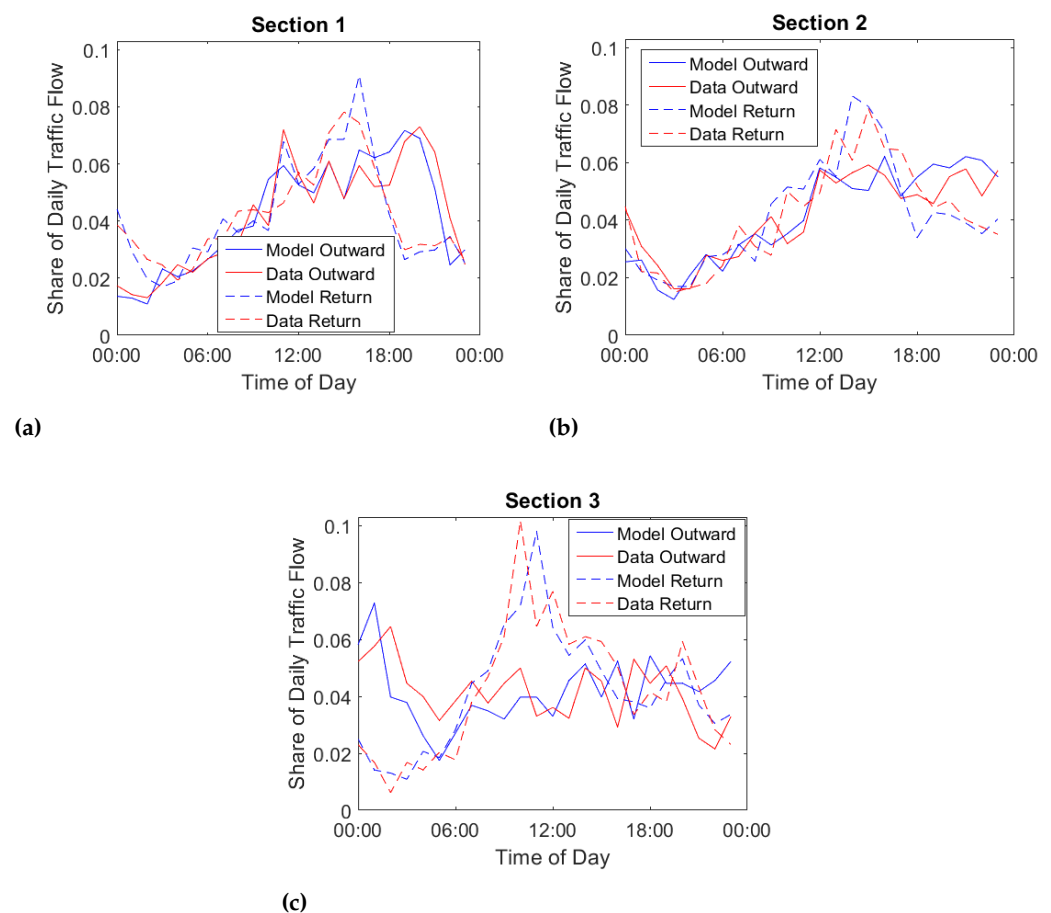 Section 1
Share of Daily Traffic Flow
0.1
0.08
0.06
0.04
0.02
0
Model Outward
Data Outward
Model Return
Data Return
00:00 06:00 12:00 18:00 00:00
Time of Day
(a)
Section 2
Share of Daily Traffic Flow
0.1
0.08
0.06
0.04
0.02
0
Model Outward
Data Outward
Model Return
Data Return
00:00 06:00 12:00 18:00 00:00
Time of Day
(b)
Section 3
Share of Daily Traffic Flow
0.1
0.08
0.06
0.04
0.02
0
Model Outward
Data Outward
Model Return
Data Return
00:00 06:00 12:00 18:00 00:00
Time of Day
(c)